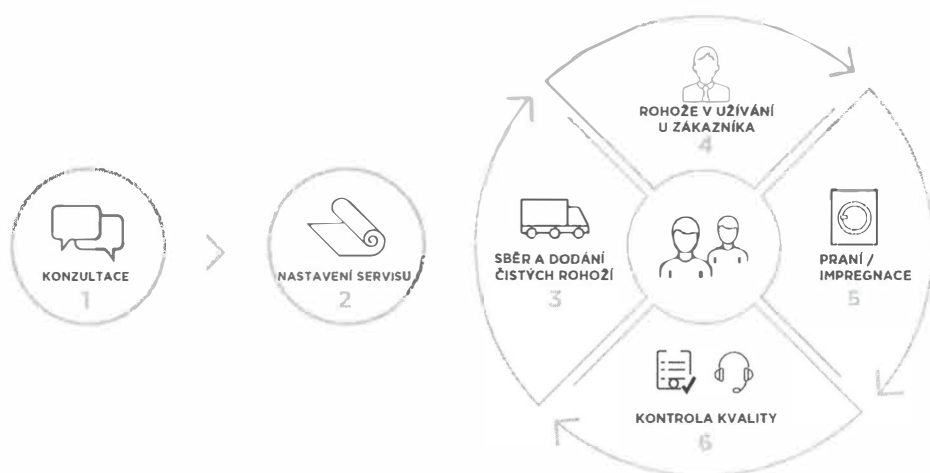 KONZULTACE
1
NASTAVENÍ SERVISU
2
SBĚR A DODÁNÍ
ČISTÝCH ROHOŽÍ
3
ROHOŽE V UŽÍVÁNÍ
U ZÁKAZNÍKA
4
PRANÍ /
IMPREGNACE
5
KONTROLA KVALITY
6